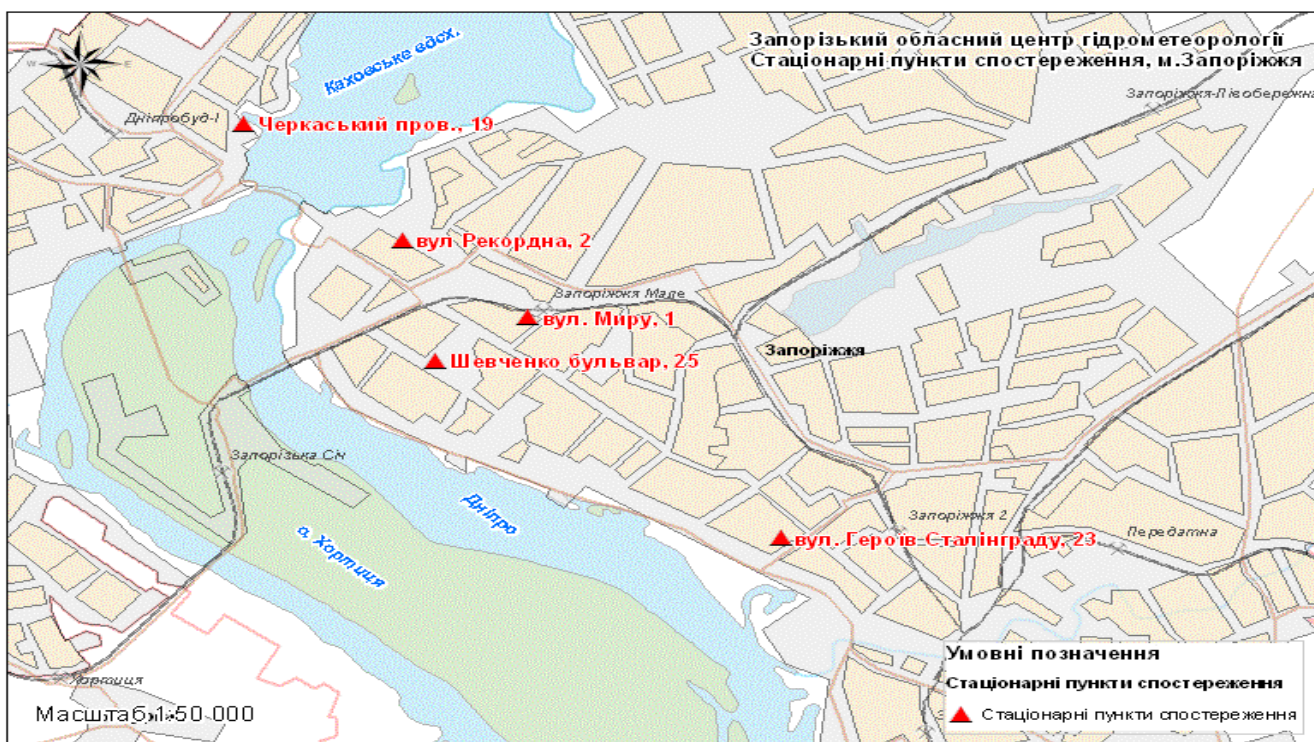 Запорізький обласний центр гідрометеорології
Стаціонарні пункти спостереження, м.Запоріжжя
Каховське вдсх.
W
E
Запоріжжя-Лівобережна
Дніпробуд-І
Черкаський пров., 19
вул Рекордна, 2
Запоріжжя Мале
вул. Миру, 1
Запоріжжя
Шевченко бульвар, 25
Запорізька Січ
Дніпро
о. Хортиця
Запоріжжя 2
Передатна
вул. Героїв Сталінграду, 23
Хортиця
Масштаб 1:50 000
Умовні позначення
Стаціонарні пункти спостереження
Стаціонарні пункти спостереження